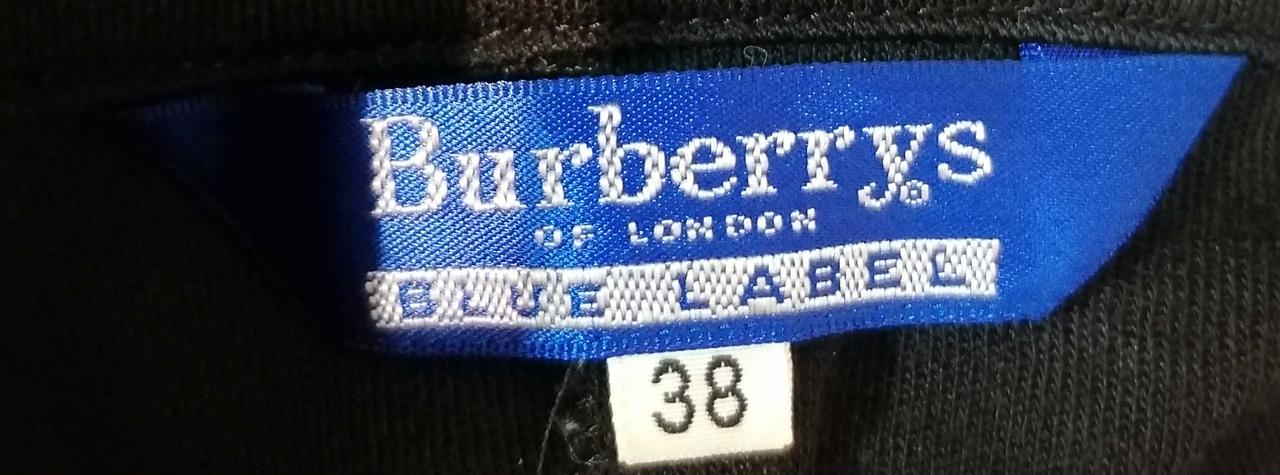 Burberrys®
OF LONDON
BLUE LABEL
38